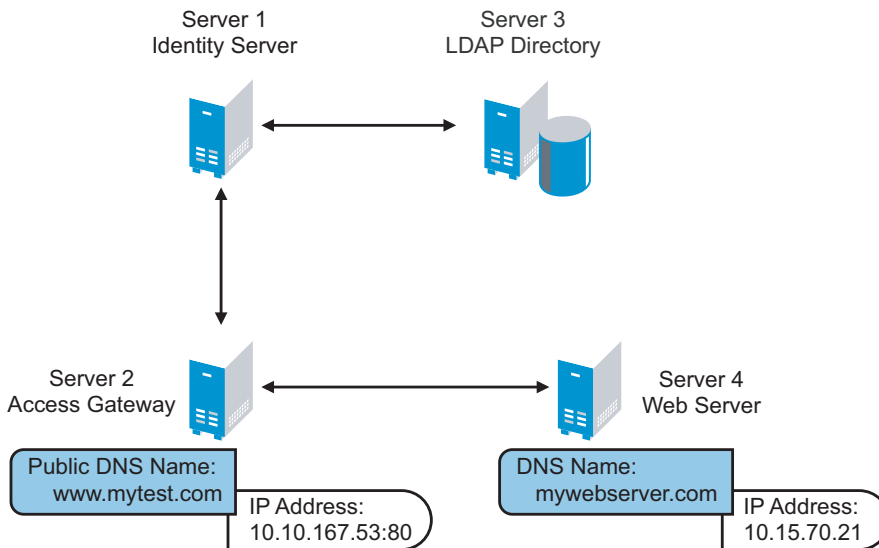 Server 1
Identity Server
Server 3
LDAP Directory
Server 2
Access Gateway
Server 4
Web Server
Public DNS Name:
www.mytest.com
IP Address:
10.10.167.53:80
DNS Name:
mywebserver.com
IP Address:
10.15.70.21